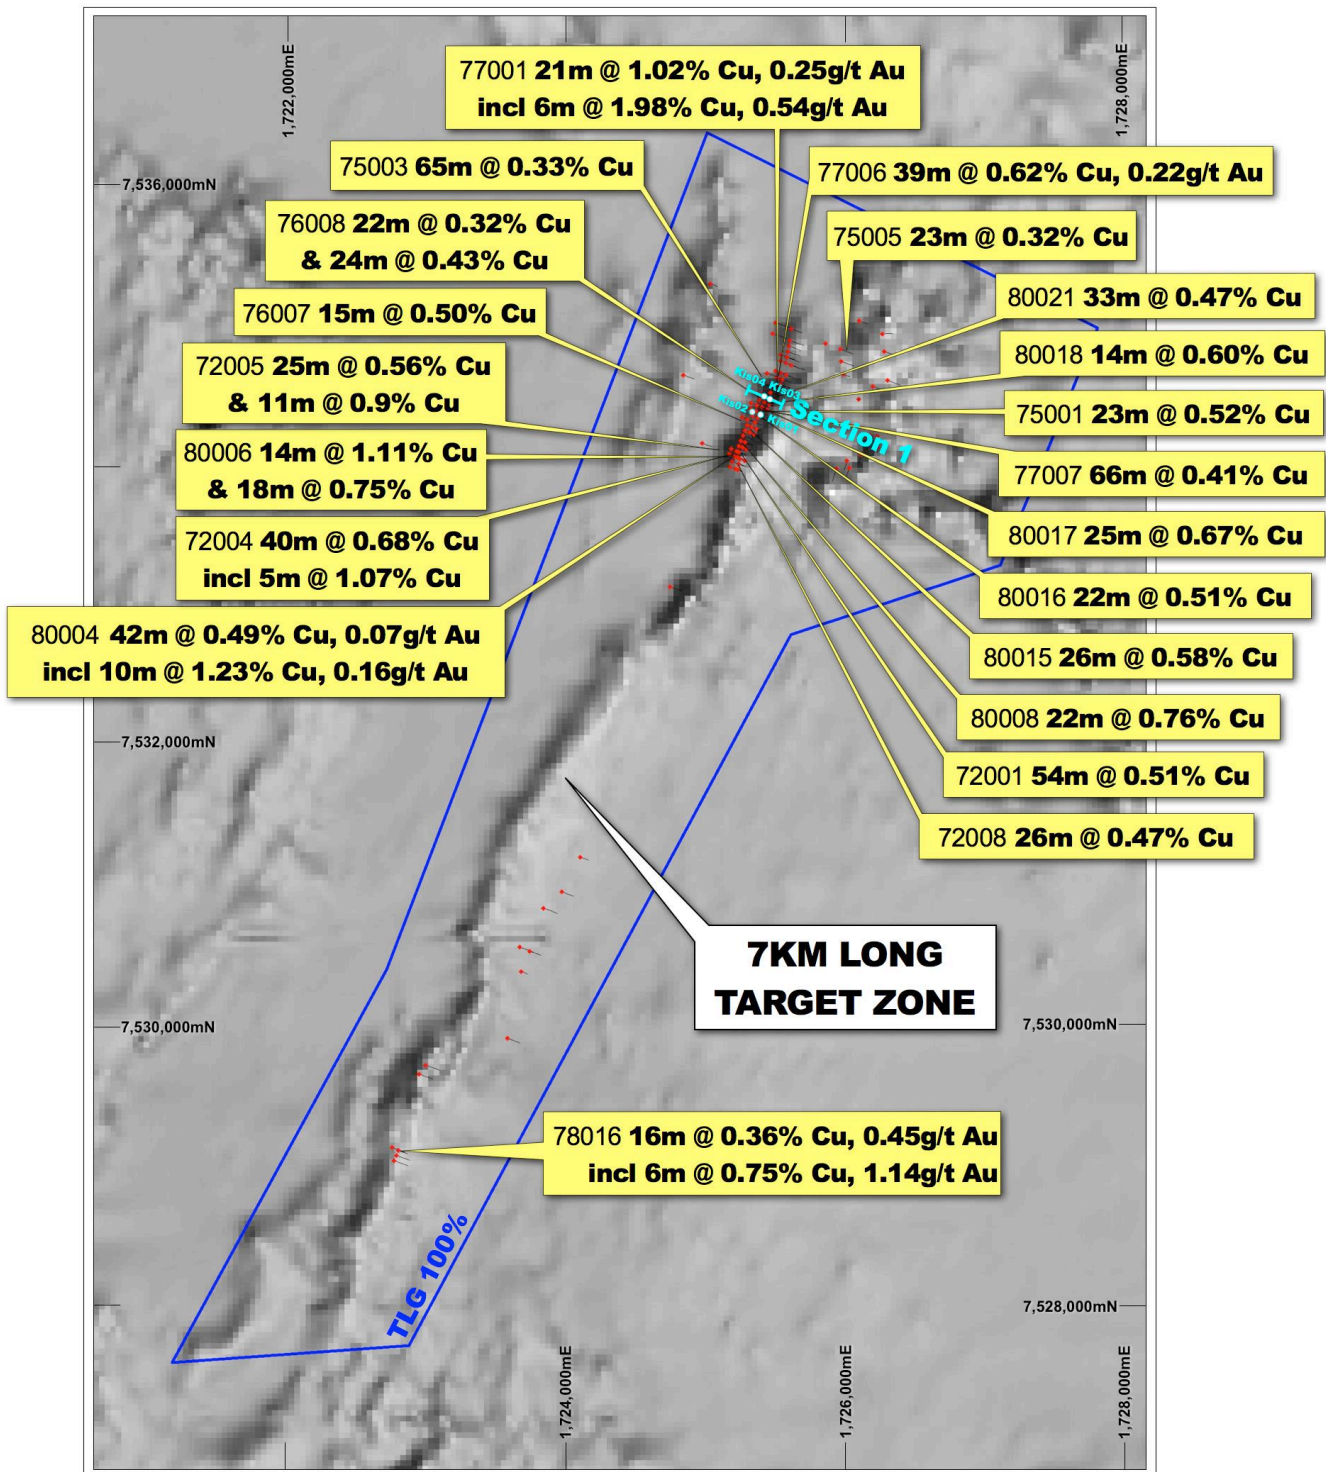 1,722,000mE
1,728,000mE
77001 21m @ 1.02% Cu, 0.25g/t Au
incl 6m @ 1.98% Cu, 0.54g/t Au
75003 65m @ 0.33% Cu
77006 39m @ 0.62% Cu, 0.22g/t Au
7,536,000mN
76008 22m @ 0.32% Cu
& 24m @ 0.43% Cu
75005 23m @ 0.32% Cu
80021 33m @ 0.47% Cu
76007 15m @ 0.50% Cu
80018 14m @ 0.60% Cu
72005 25m @ 0.56% Cu
& 11m @ 0.9% Cu
Kis04
Kis03
Kis02
Kis01
Section 1
75001 23m @ 0.52% Cu
80006 14m @ 1.11% Cu
& 18m @ 0.75% Cu
77007 66m @ 0.41% Cu
72004 40m @ 0.68% Cu
incl 5m @ 1.07% Cu
80017 25m @ 0.67% Cu
80016 22m @ 0.51% Cu
80004 42m @ 0.49% Cu, 0.07g/t Au
incl 10m @ 1.23% Cu, 0.16g/t Au
80015 26m @ 0.58% Cu
80008 22m @ 0.76% Cu
7,532,000mN
72001 54m @ 0.51% Cu
72008 26m @ 0.47% Cu
7KM LONG
TARGET ZONE
7,530,000mN
7,530,000mN
78016 16m @ 0.36% Cu, 0.45g/t Au
incl 6m @ 0.75% Cu, 1.14g/t Au
TLG 100%
7,528,000mN
1,724,000mE
1,726,000mE
1,728,000mE